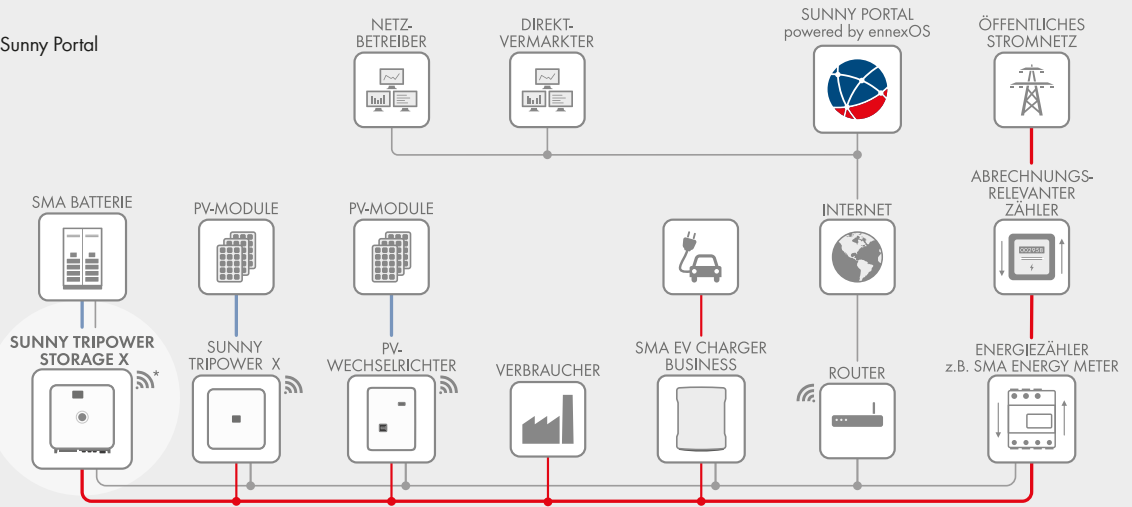 Sunny Portal
NETZ-
BETREIBER
DIREKT-
VERMARKTER
SUNNY PORTAL
powered by ennexOS
ÖFFENTLICHES
STROMNETZ
SMA BATTERIE
PV-MODULE
PV-MODULE
INTERNET
ABRECHNUNGS-
RELEVANTER
ZÄHLER
SUNNY TRIPOWER
STORAGE X
*
SUNNY
TRIPOWER X
PV-
WECHSELRICHTER
VERBRAUCHER
SMA EV CHARGER
BUSINESS
ROUTER
ENERGIEZÄHLER
z.B. SMA ENERGY METER